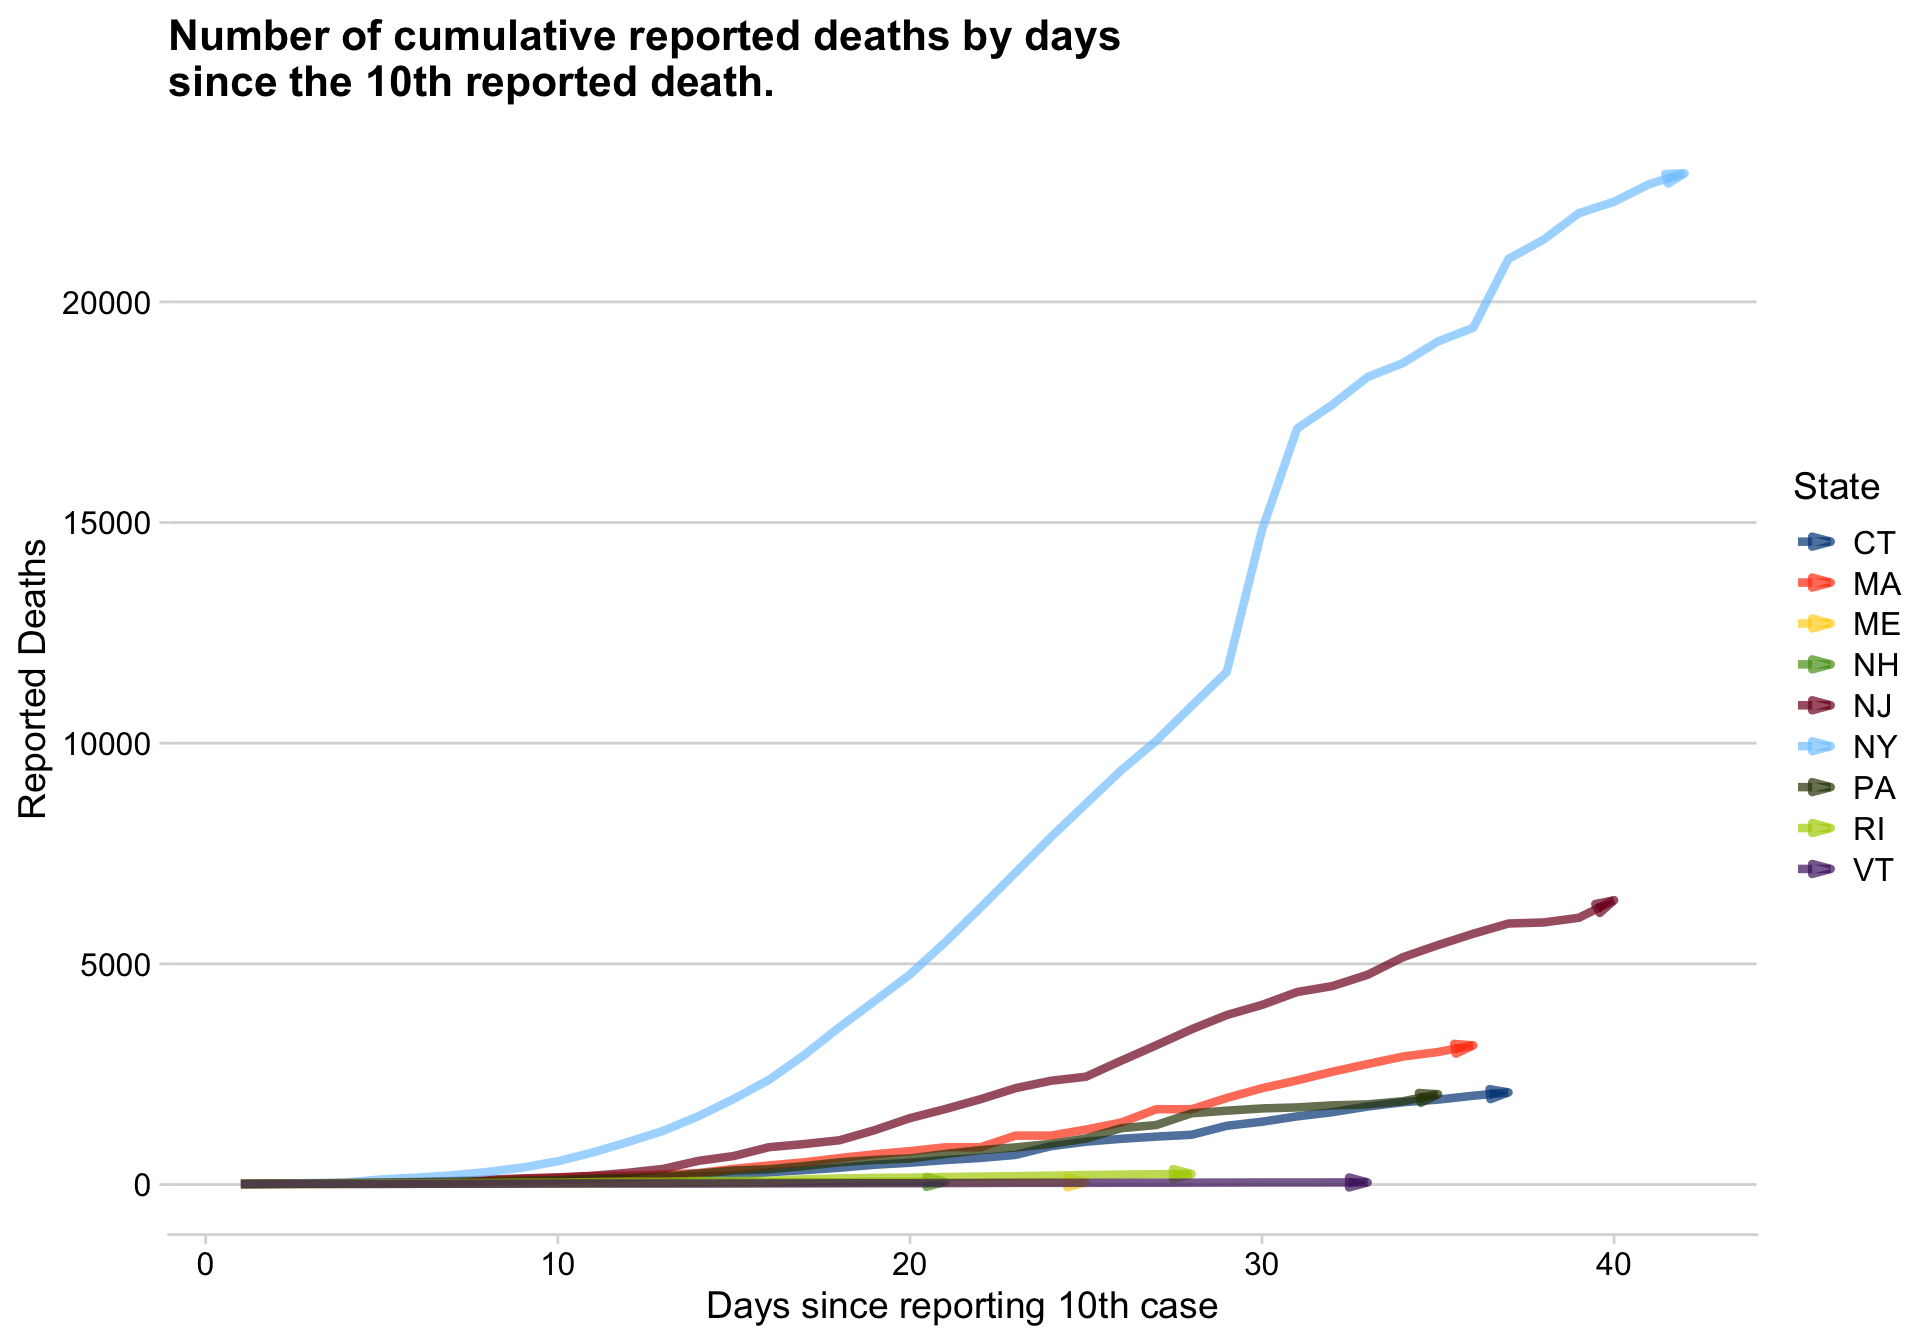 Number of cumulative reported deaths by days
since the 10th reported death.
Reported Deaths
20000
15000
10000
5000
0
0
10
20
30
40
Days since reporting 10th case
State
CT
MA
ME
NH
NJ
NY
PA
RI
VT